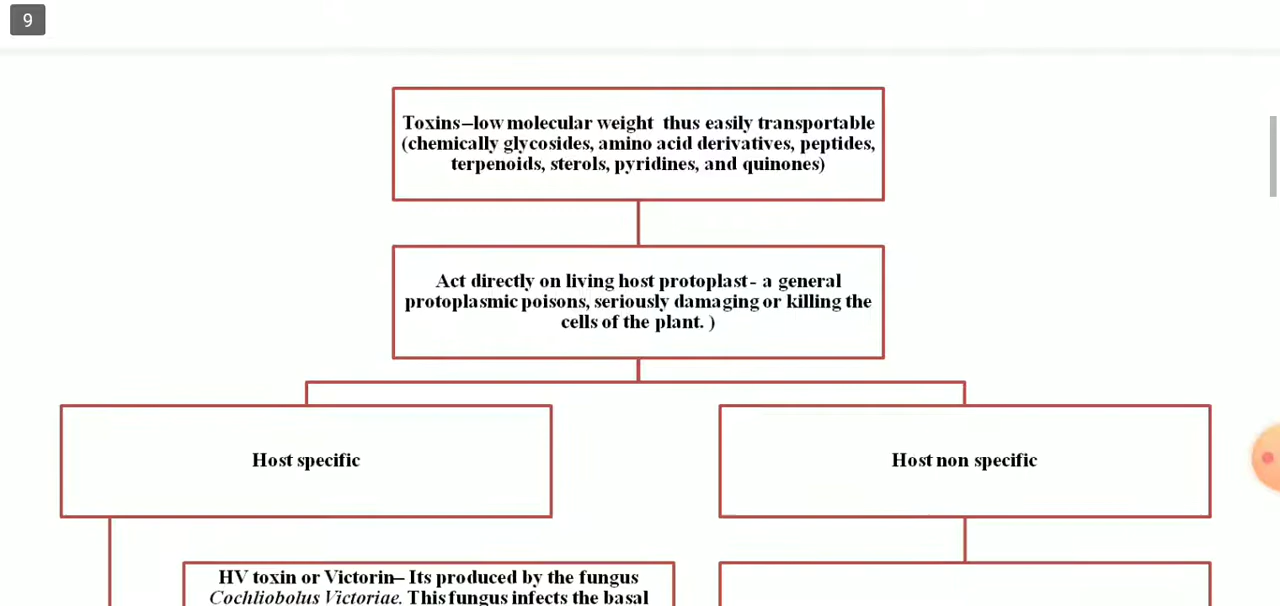 9
Toxins–low molecular weight thus easily transportable
(chemically glycosides, amino acid derivatives, peptides,
terpenoids, sterols, pyridines, and quinones)
Act directly on living host protoplast- a general
protoplasmic poisons, seriously damaging or killing the
cells of the plant. )
Host specific
Host non specific
HV toxin or Victorin– Its produced by the fungus
Cochliobolus Victoriae. This fungus infects the basal